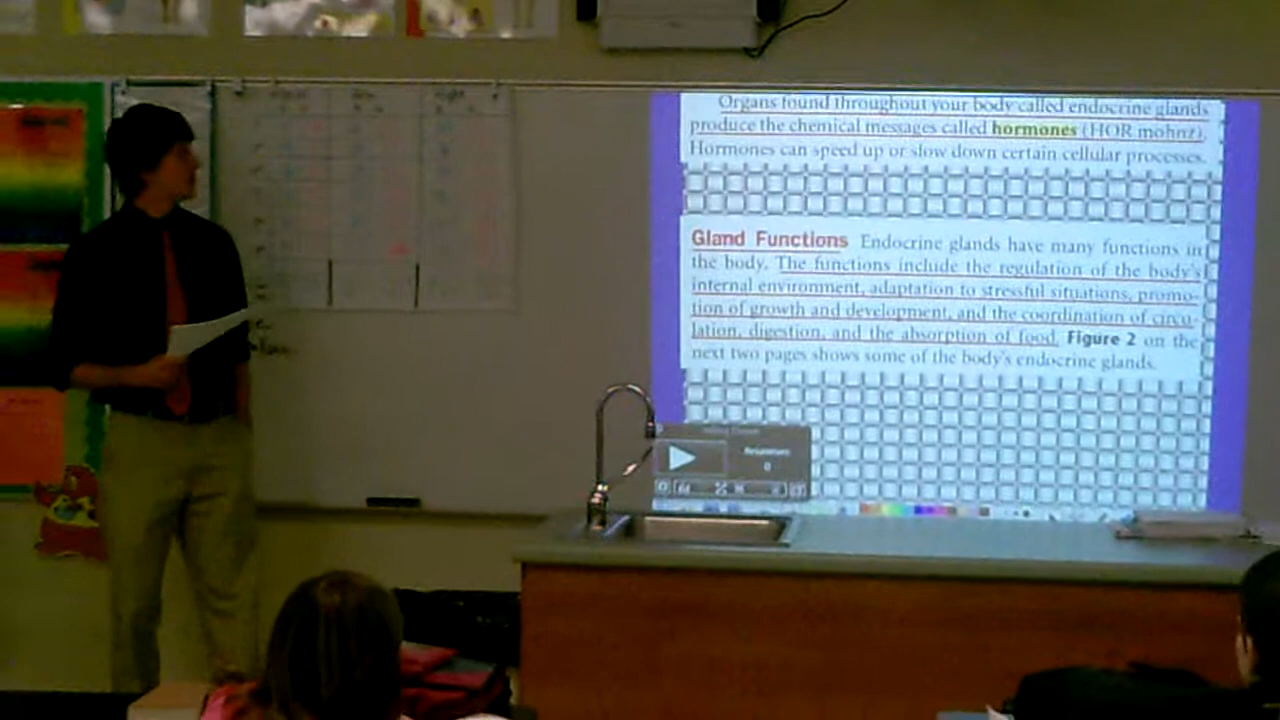 Organs found throughout your body called endocrine glands
produce the chemical messages called hormones (HOR mohnz).
Hormones can speed up or slow down certain cellular processes.
Gland Functions Endocrine glands have many functions in
the body. The functions include the regulation of the body's
internal environment, adaptation to stressful situations, promo-
tion of growth and development, and the coordination of circu-
lation, digestion, and the absorption of food. Figure 2 on the
next two pages shows some of the body's endocrine glands.
Responses
0